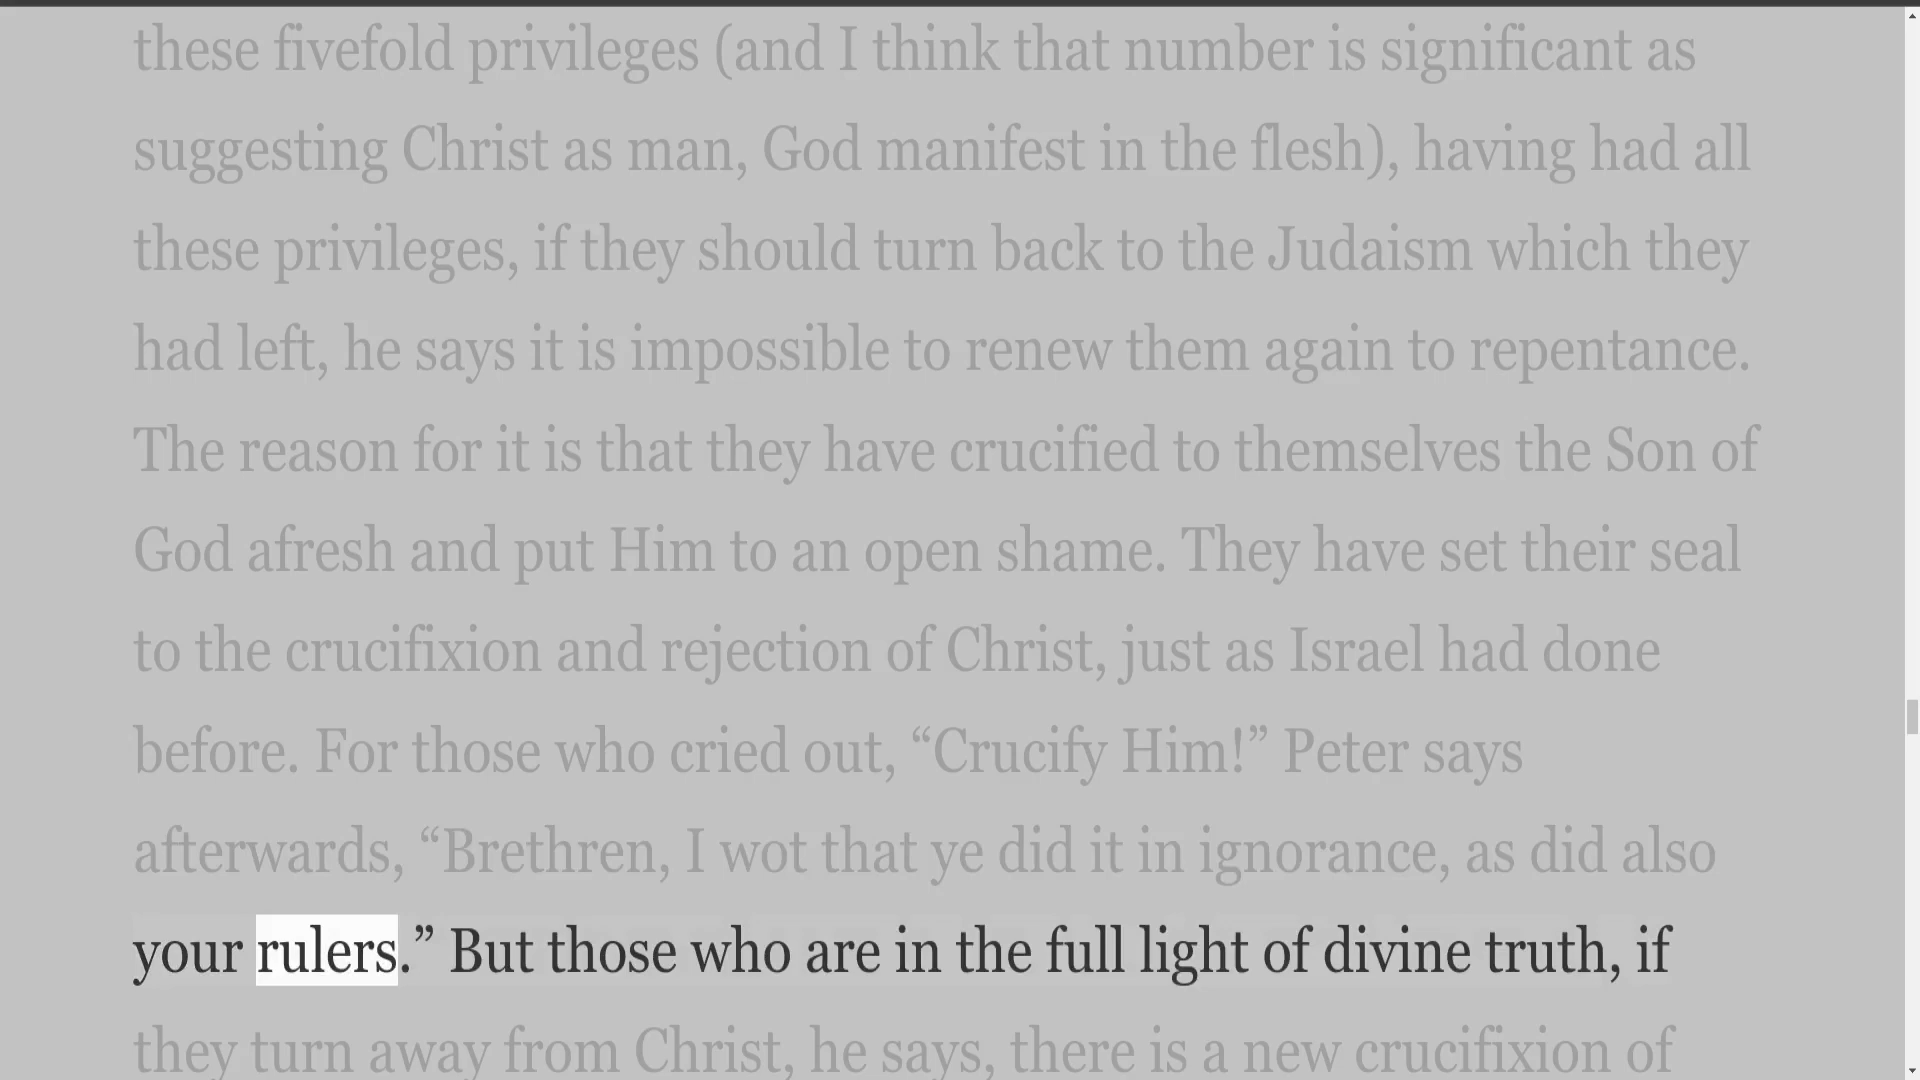 these fivefold privileges (and I think that number is significant as
suggesting Christ as man, God manifest in the flesh), having had all
these privileges, if they should turn back to the Judaism which they
had left, he says it is impossible to renew them again to repentance.
The reason for it is that they have crucified to themselves the Son of
God afresh and put Him to an open shame. They have set their seal
to the crucifixion and rejection of Christ, just as Israel had done
before. For those who cried out, “Crucify Him!” Peter says
afterwards, “Brethren, I wot that ye did it in ignorance, as did also
your rulers.” But those who are in the full light of divine truth, if
they turn away from Christ, he says, there is a new crucifixion of